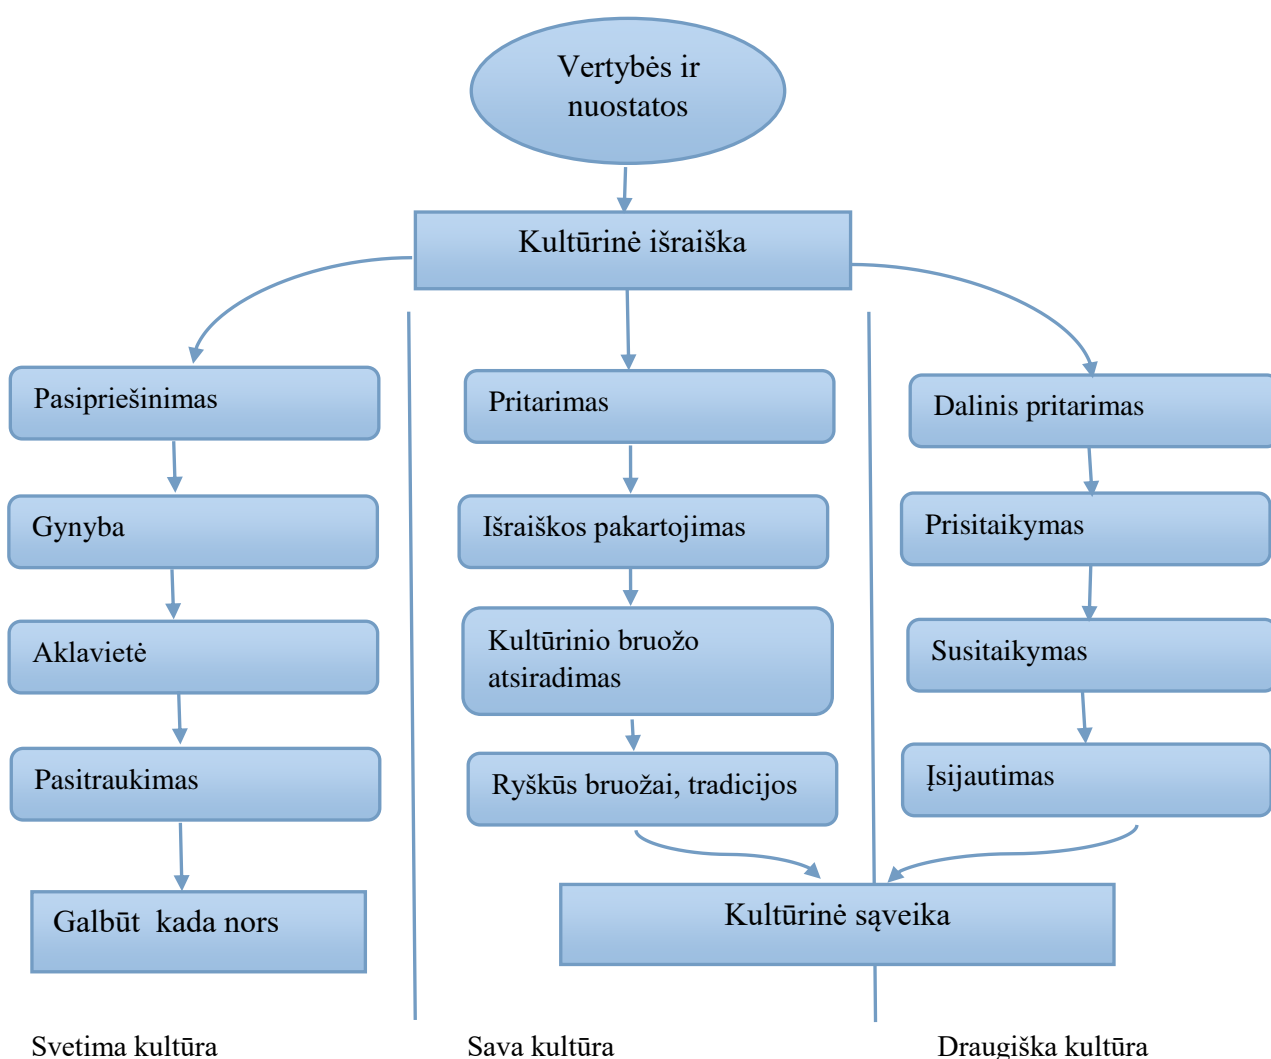 Vertybės ir
nuostatos
Kultūrinė išraiška
Pasipriešinimas
Gynyba
Aklavietė
Pasitraukimas
Galbūt kada nors
Pritarimas
Išraiškos pakartojimas
Kultūrinio bruožo
atsiradimas
Ryškūs bruožai, tradicijos
Dalinis pritarimas
Prisitaikymas
Susitaikymas
Įsijautimas
Kultūrinė sąveika
Svetima kultūra
Sava kultūra
Draugiška kultūra